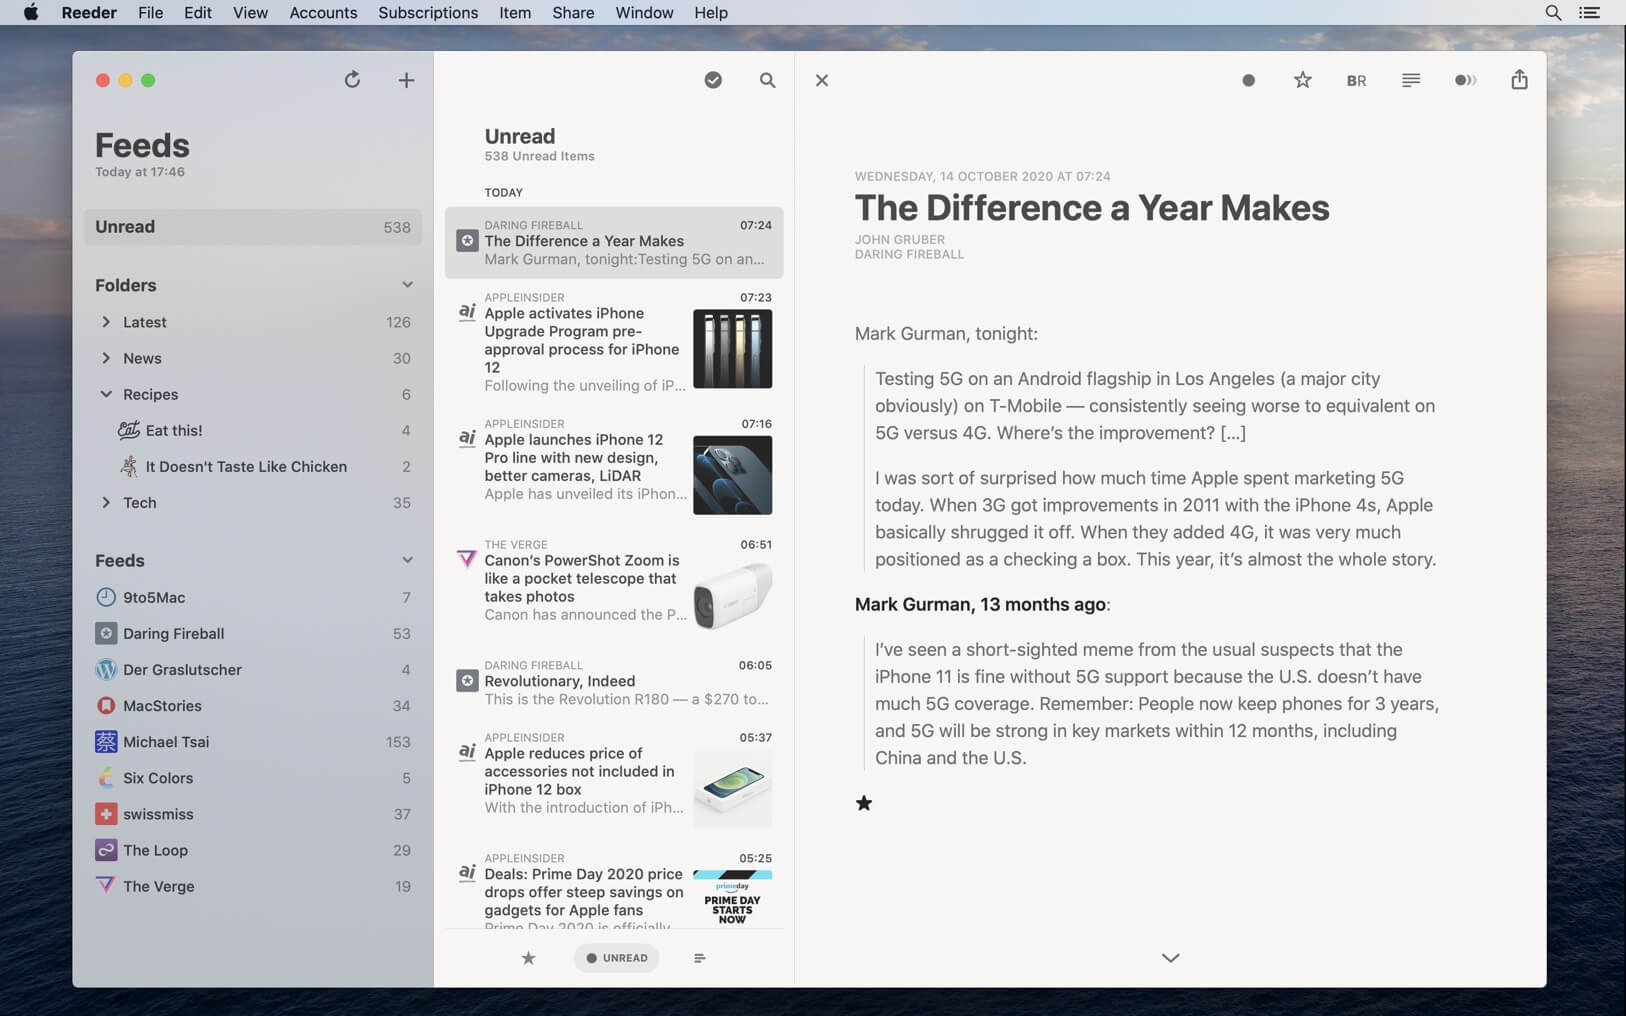 Reeder File Edit View Accounts Subscriptions Item Share Window Help
Feeds
Today at 17:46
Unread 538
Folders
Latest 126
News 30
Recipes 6
Eat this! 4
It Doesn't Taste Like Chicken 2
Tech 35
Feeds
9to5Mac 7
Daring Fireball 53
Der Graslutscher 4
MacStories 34
蔡 Michael Tsai 153
Six Colors 5
swissmiss 37
The Loop 29
The Verge 19
Unread
538 Unread Items
TODAY
DARING FIREBALL 07:24
The Difference a Year Makes
Mark Gurman, tonight:Testing 5G on an...
ai APPLEINSIDER 07:23
Apple activates iPhone
Upgrade Program pre-
approval process for iPhone
12
Following the unveiling of iP...
ai APPLEINSIDER 07:16
Apple launches iPhone 12
Pro line with new design,
better cameras, LiDAR
Apple has unveiled its iPhon...
THE VERGE 06:51
Canon's PowerShot Zoom is
like a pocket telescope that
takes photos
Canon has announced the P...
DARING FIREBALL 06:05
Revolutionary, Indeed
This is the Revolution R180 — a $270 to...
ai APPLEINSIDER 05:37
Apple reduces price of
accessories not included in
iPhone 12 box
With the introduction of iPh...
ai APPLEINSIDER 05:25
Deals: Prime Day 2020 price
drops offer steep savings on
gadgets for Apple fans
Prime Day 2020 is officially
primeday
PRIME DAY
STARTS
NOW
UNREAD
BR
WEDNESDAY, 14 OCTOBER 2020 AT 07:24
The Difference a Year Makes
JOHN GRUBER
DARING FIREBALL
Mark Gurman, tonight:
Testing 5G on an Android flagship in Los Angeles (a major city
obviously) on T-Mobile — consistently seeing worse to equivalent on
5G versus 4G. Where's the improvement? [...]
I was sort of surprised how much time Apple spent marketing 5G
today. When 3G got improvements in 2011 with the iPhone 4s, Apple
basically shrugged it off. When they added 4G, it was very much
positioned as a checking a box. This year, it's almost the whole story.
Mark Gurman, 13 months ago:
I've seen a short-sighted meme from the usual suspects that the
iPhone 11 is fine without 5G support because the U.S. doesn't have
much 5G coverage. Remember: People now keep phones for 3 years,
and 5G will be strong in key markets within 12 months, including
China and the U.S.